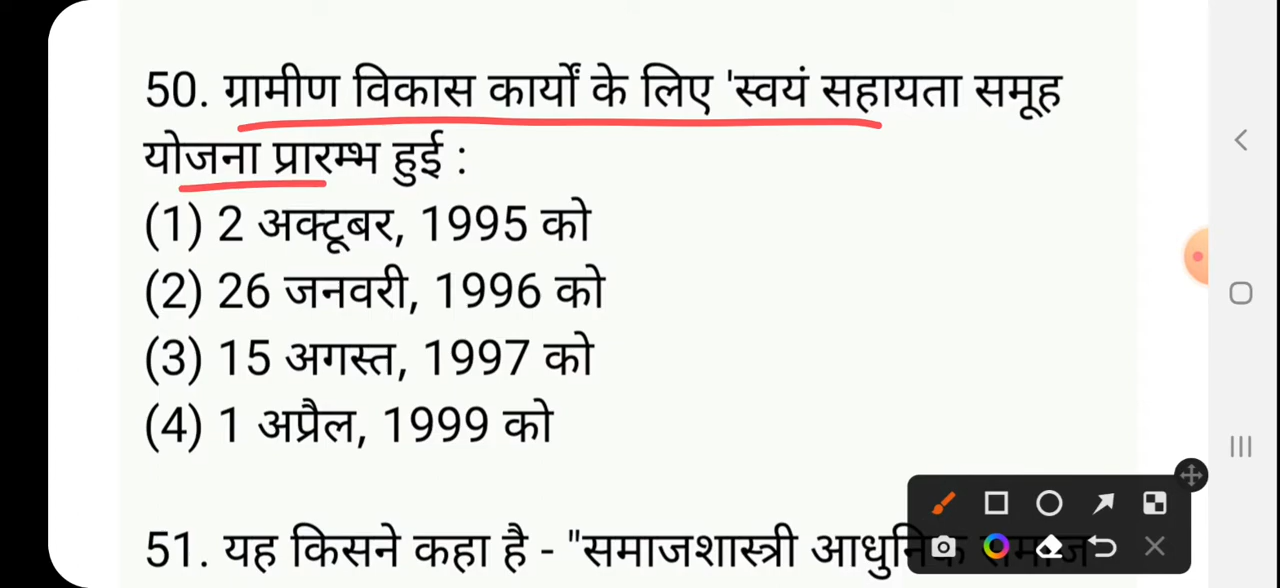 50. ग्रामीण विकास कार्यों के लिए 'स्वयं सहायता समूह
योजना प्रारम्भ हुई :
(1) 2 अक्टूबर, 1995 को
(2) 26 जनवरी, 1996 को
(3) 15 अगस्त, 1997 को
(4) 1 अप्रैल, 1999 को
51. यह किसने कहा है - "समाजशास्त्री आधुनिक समाज